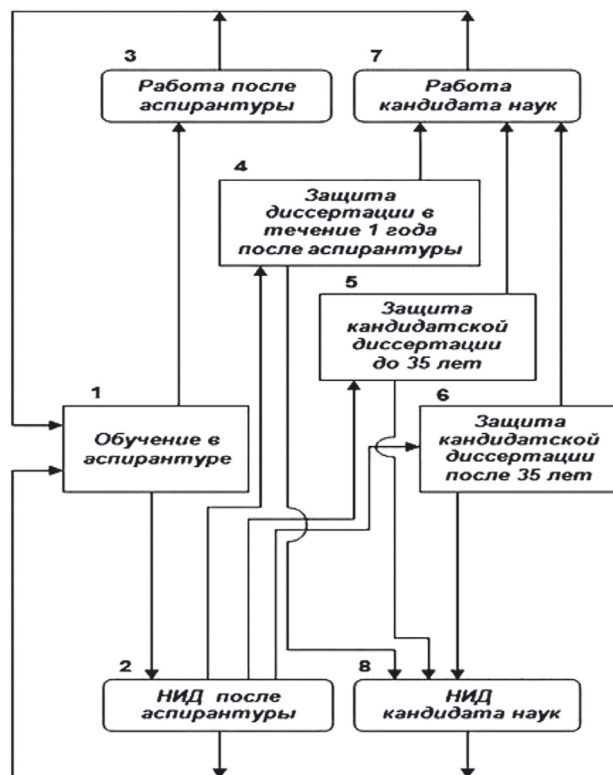 3
Работа после
аспирантуры
7
Работа
кандидата наук
4
Защита
диссертации в
течение 1 года
после аспирантуры
5
Защита
кандидатской
диссертации
до 35 лет
1
Обучение в
аспирантуре
6
Защита
кандидатской
диссертации
после 35 лет
2
НИД после
аспирантуры
8
НИД
кандидата наук